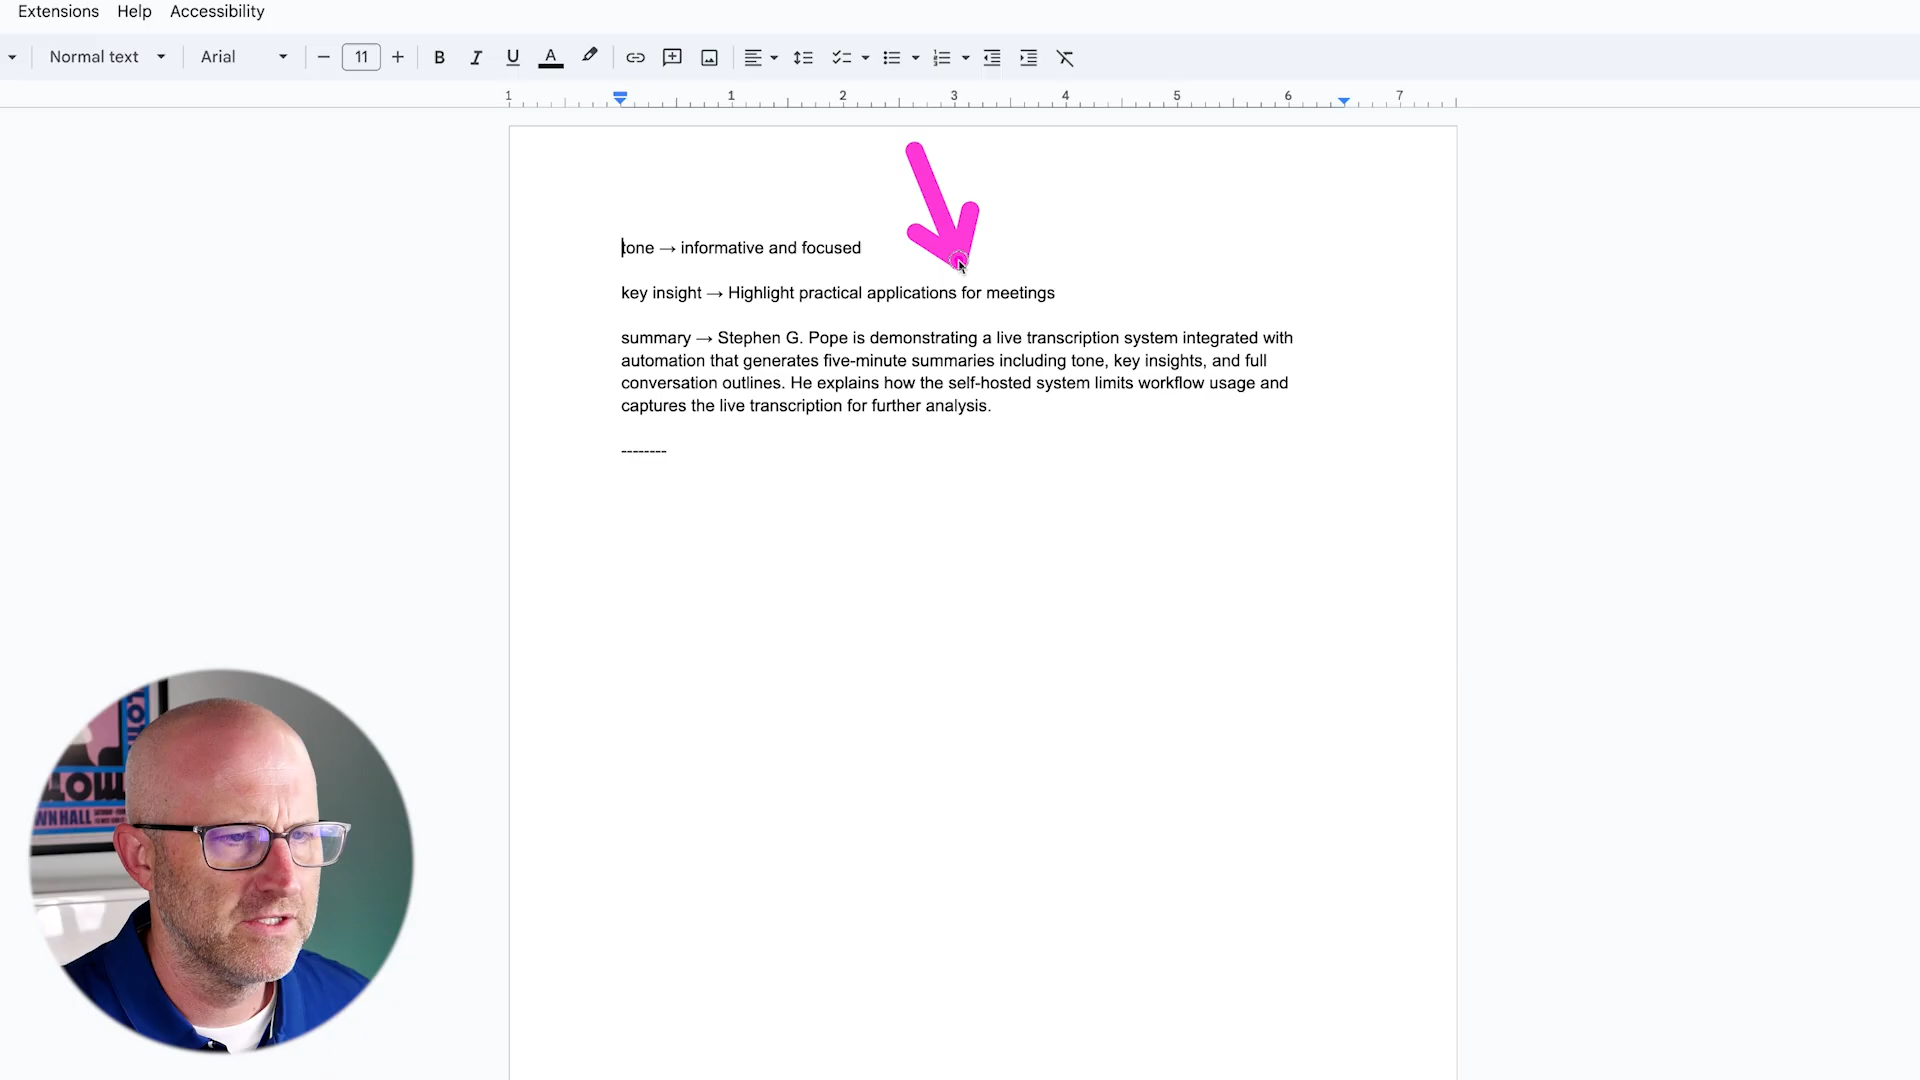 Extensions Help Accessibility
Normal text Arial 11 B I U A
1 1 2 3 4 5 6 7
tone → informative and focused
key insight → Highlight practical applications for meetings
summary → Stephen G. Pope is demonstrating a live transcription system integrated with
automation that generates five-minute summaries including tone, key insights, and full
conversation outlines. He explains how the self-hosted system limits workflow usage and
captures the live transcription for further analysis.
--------
WN HALL